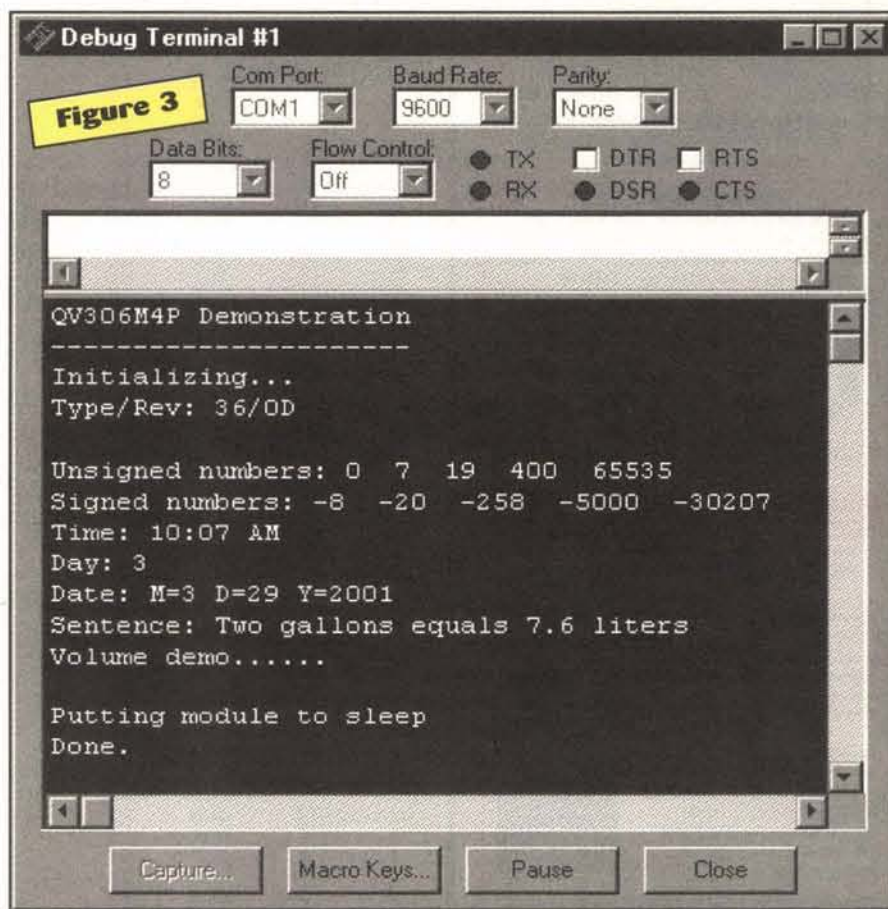 Debug Terminal #1
Figure 3
Com Port: Baud Rate: Parity:
COM1 9600 None
Data Bits: Flow Control:
8 Off
TX DTR RTS
RX DSR CTS
QV306M4P Demonstration
----------------------
Initializing...
Type/Rev: 36/0D
Unsigned numbers: 0 7 19 400 65535
Signed numbers: -8 -20 -258 -5000 -30207
Time: 10:07 AM
Day: 3
Date: M=3 D=29 Y=2001
Sentence: Two gallons equals 7.6 liters
Volume demo......
Putting module to sleep
Done.
Capture... Macro Keys... Pause Close